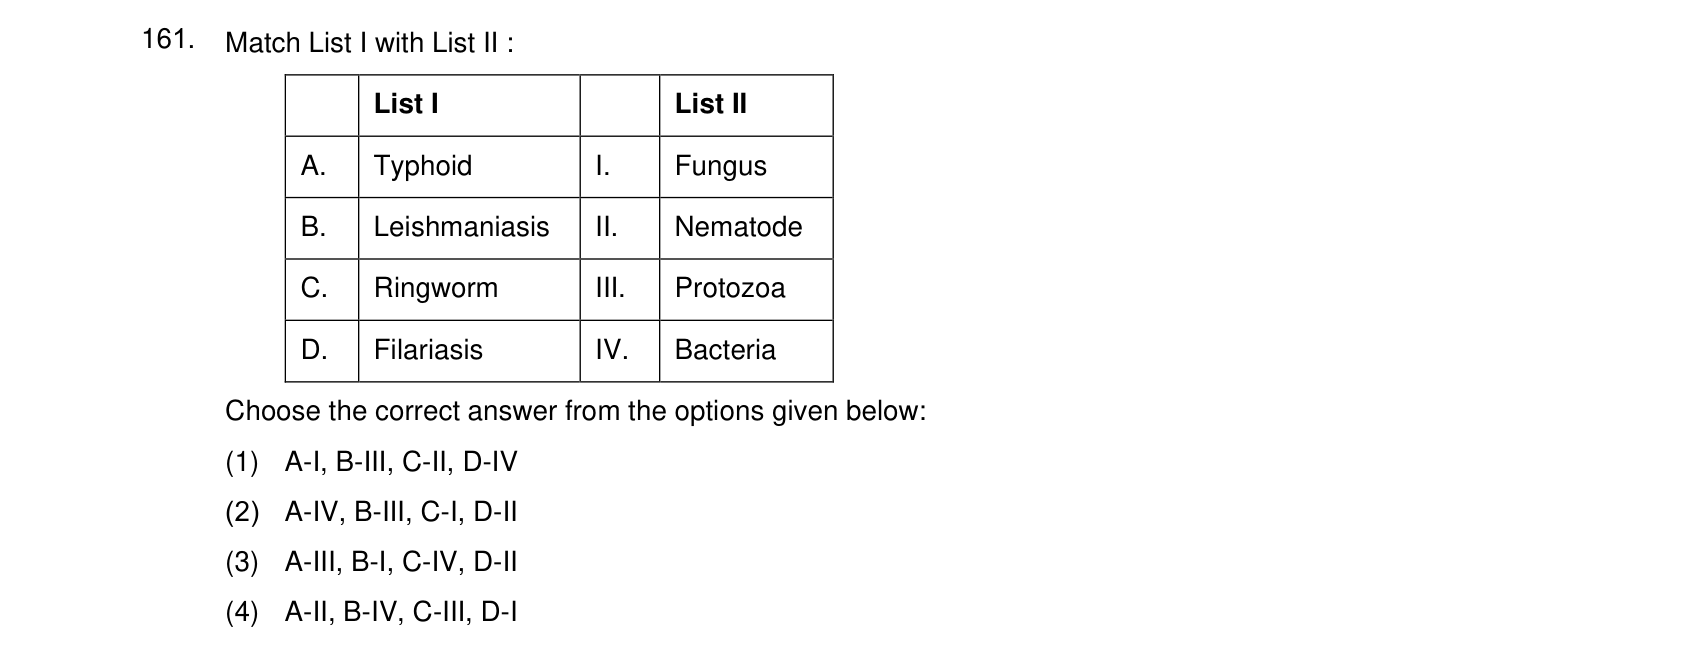 161. Match List I with List II :
List I List II
A. Typhoid I. Fungus
B. Leishmaniasis II. Nematode
C. Ringworm III. Protozoa
D. Filariasis IV. Bacteria
Choose the correct answer from the options given below:
(1) A-I, B-III, C-II, D-IV
(2) A-IV, B-III, C-I, D-II
(3) A-III, B-I, C-IV, D-II
(4) A-II, B-IV, C-III, D-I